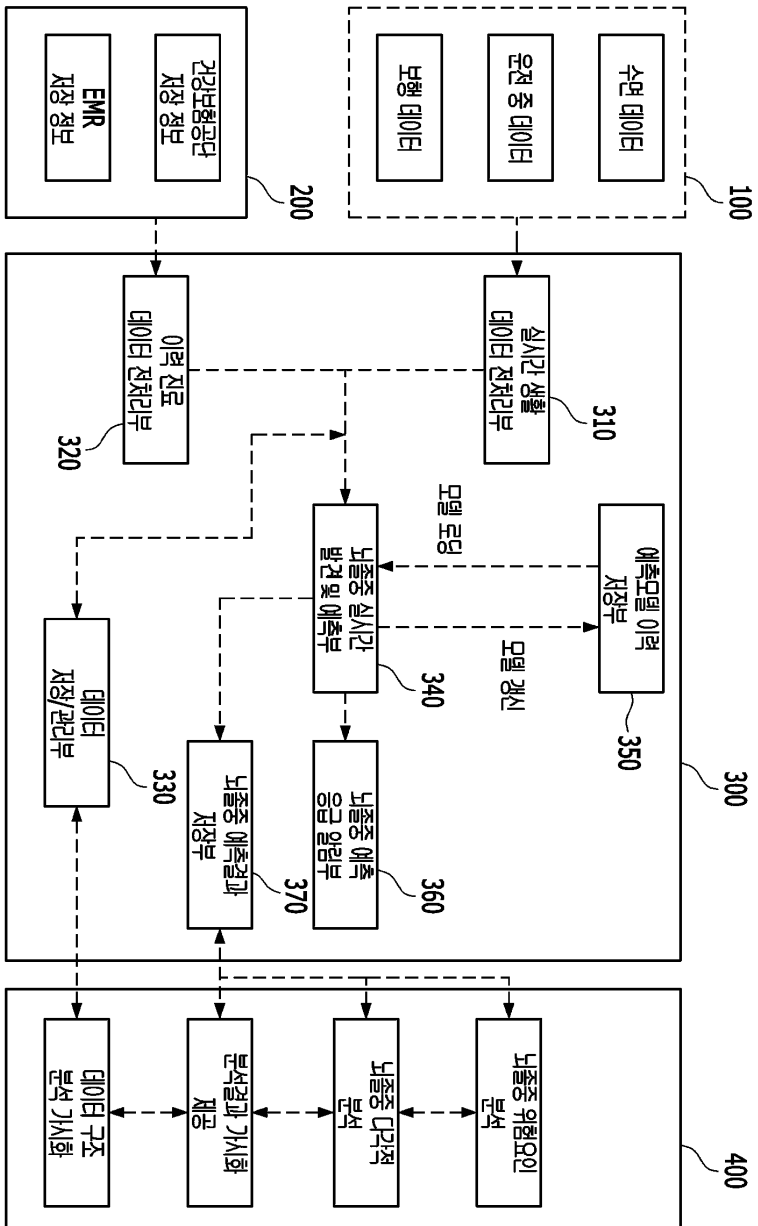 100
수면 데이터
운전 중 데이터
보행 데이터
200
건강보험공단
저장 정보
EMR
저장 정보
300
실시간 생활
데이터 전처리부
310
이력 진료
데이터 전처리부
320
예측모델 이력
저장부
350
모델 로딩
모델 갱신
뇌졸중 실시간
발견 및 예측부
340
뇌졸중 예측
응급 알림부
360
뇌졸중 예측결과
저장부
370
데이터
저장/관리부
330
400
뇌졸중 위험요인
분석
뇌졸중 다각적
분석
분석결과 가시화
제공
데이터 구조
분석 가시화